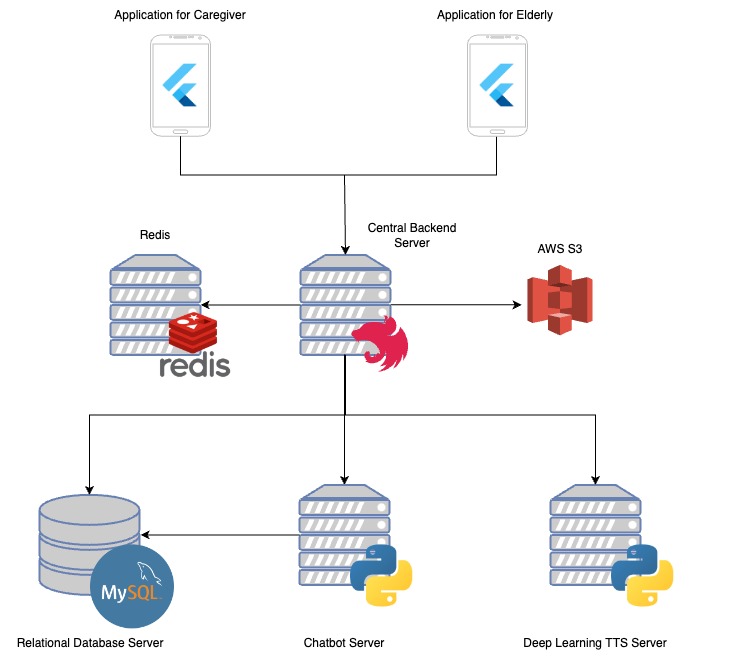 Application for Caregiver
Application for Elderly
Redis
Central Backend
Server
AWS S3
redis
MySQL
Relational Database Server
Chatbot Server
Deep Learning TTS Server